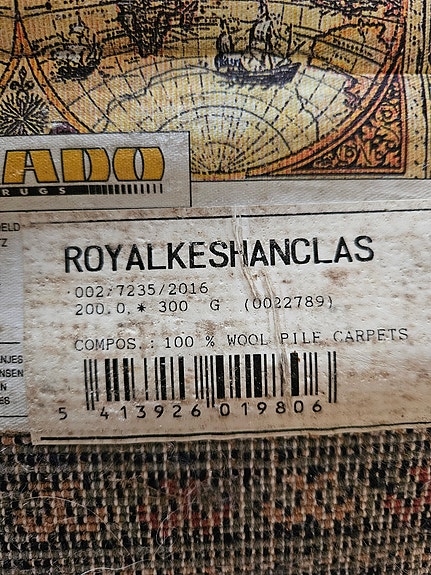 ADO
RUGS
ROYALKESHANCLAS
002/7235/2016
200.0.* 300 G (0022789)
COMPOS.: 100 % WOOL PILE CARPETS
5 413926 019806